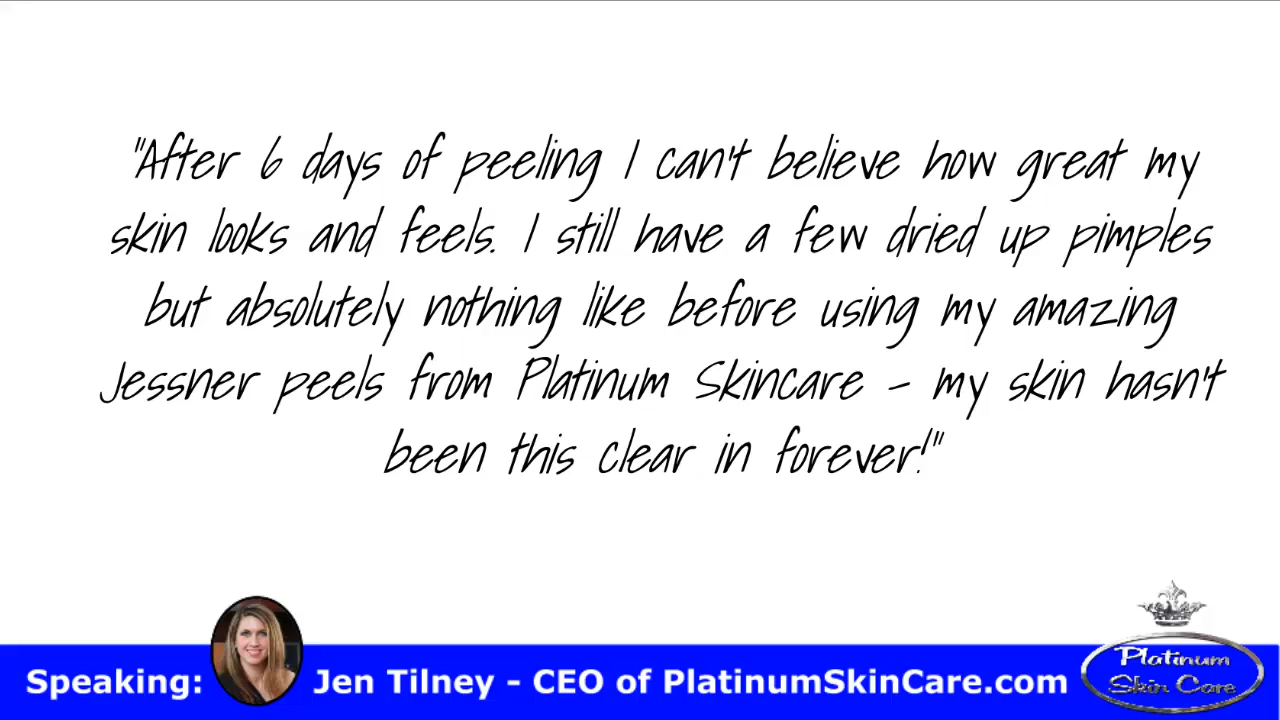 "After 6 days of peeling I can't believe how great my
skin looks and feels. I still have a few dried up pimples
but absolutely nothing like before using my amazing
Jessner peels from Platinum Skincare - my skin hasn't
been this clear in forever!"
Speaking: Jen Tilney - CEO of PlatinumSkinCare.com
Platinum
Skin Care